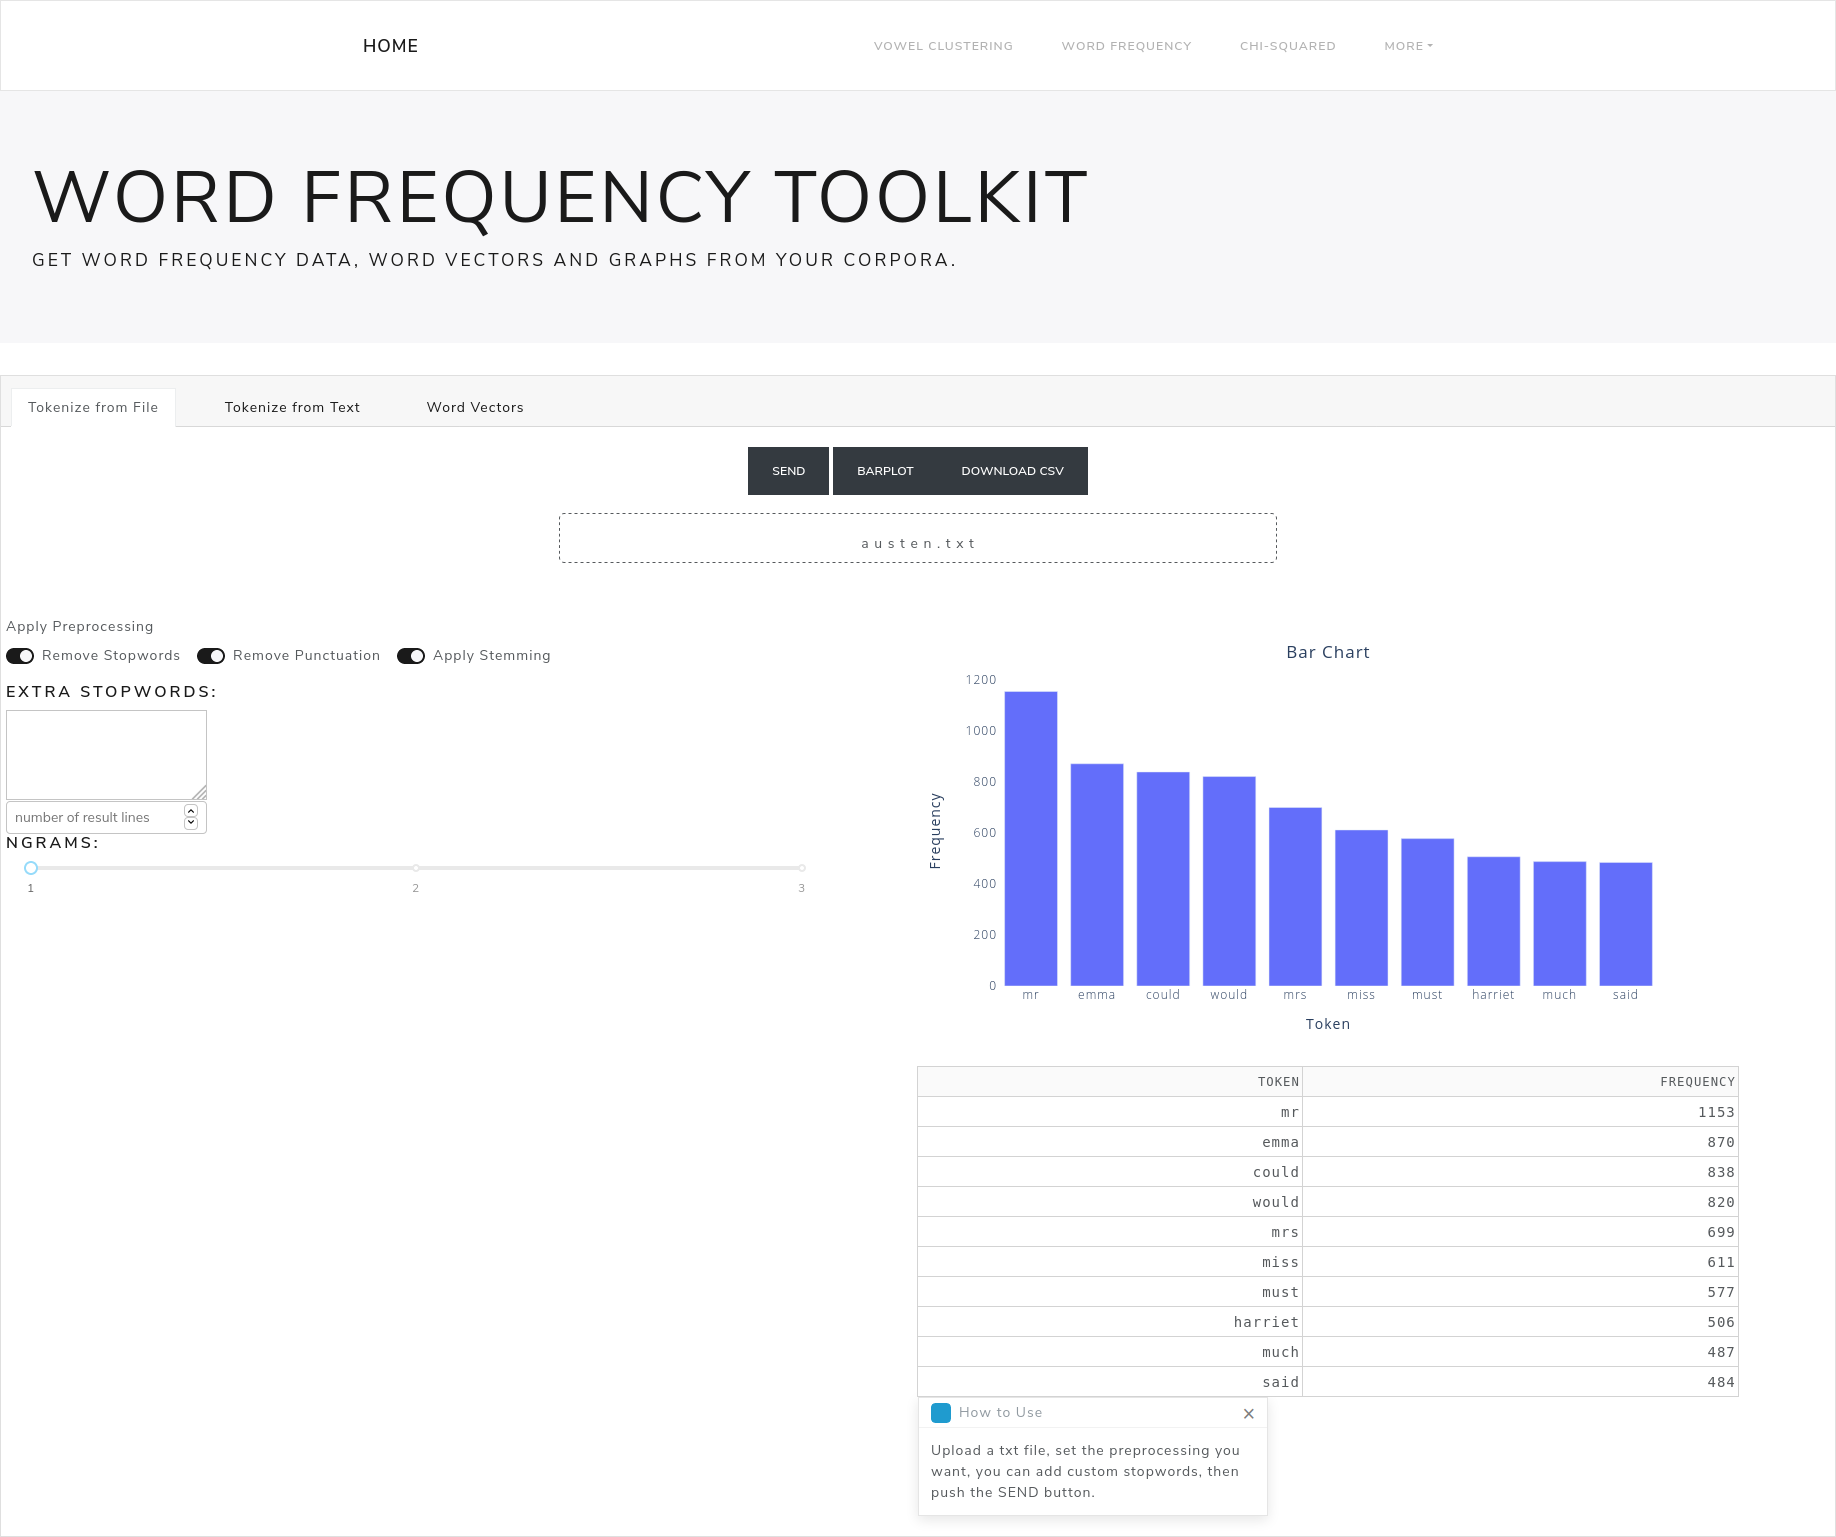 HOME
VOWEL CLUSTERING WORD FREQUENCY CHI-SQUARED MORE
WORD FREQUENCY TOOLKIT
GET WORD FREQUENCY DATA, WORD VECTORS AND GRAPHS FROM YOUR CORPORA.
Tokenize from File Tokenize from Text Word Vectors
SEND BARPLOT DOWNLOAD CSV
austen.txt
Apply Preprocessing
Remove Stopwords Remove Punctuation Apply Stemming
EXTRA STOPWORDS:
number of result lines
NGRAMS:
1 2 3
Bar Chart
1200
1000
800
600
400
200
0
Frequency
mr emma could would mrs miss must harriet much said
Token
TOKEN FREQUENCY
mr 1153
emma 870
could 838
would 820
mrs 699
miss 611
must 577
harriet 506
much 487
said 484
How to Use ×
Upload a txt file, set the preprocessing you
want, you can add custom stopwords, then
push the SEND button.